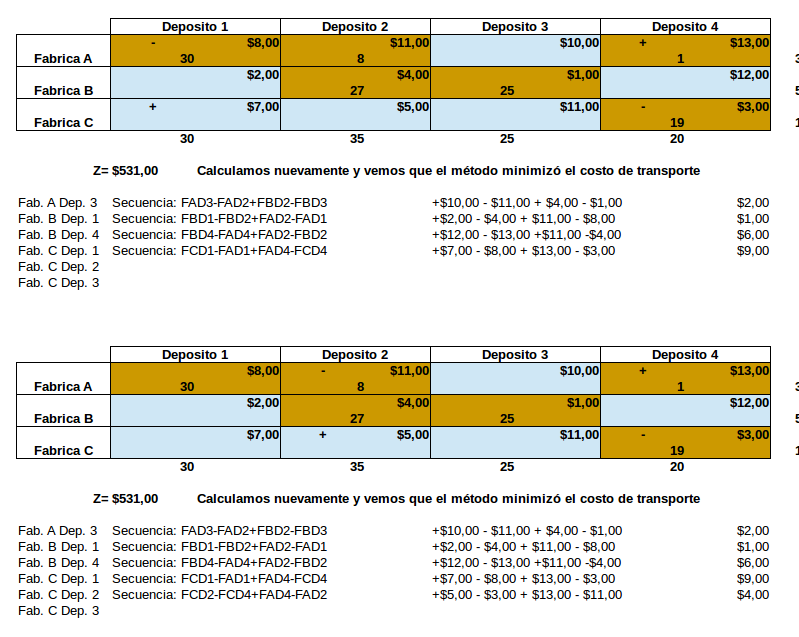 Deposito 1 Deposito 2 Deposito 3 Deposito 4
- $8,00 $11,00 $10,00 + $13,00
Fabrica A 30 8 1
$2,00 $4,00 $1,00 $12,00
Fabrica B 27 25
+ $7,00 $5,00 $11,00 - $3,00
Fabrica C 19
30 35 25 20
Z= $531,00 Calculamos nuevamente y vemos que el método minimizó el costo de transporte
Fab. A Dep. 3 Secuencia: FAD3-FAD2+FBD2-FBD3 +$10,00 - $11,00 + $4,00 - $1,00 $2,00
Fab. B Dep. 1 Secuencia: FBD1-FBD2+FAD2-FAD1 +$2,00 - $4,00 + $11,00 - $8,00 $1,00
Fab. B Dep. 4 Secuencia: FBD4-FAD4+FAD2-FBD2 +$12,00 - $13,00 +$11,00 -$4,00 $6,00
Fab. C Dep. 1 Secuencia: FCD1-FAD1+FAD4-FCD4 +$7,00 - $8,00 + $13,00 - $3,00 $9,00
Fab. C Dep. 2
Fab. C Dep. 3
Deposito 1 Deposito 2 Deposito 3 Deposito 4
$8,00 - $11,00 $10,00 + $13,00
Fabrica A 30 8 1
$2,00 $4,00 $1,00 $12,00
Fabrica B 27 25
$7,00 + $5,00 $11,00 - $3,00
Fabrica C 19
30 35 25 20
Z= $531,00 Calculamos nuevamente y vemos que el método minimizó el costo de transporte
Fab. A Dep. 3 Secuencia: FAD3-FAD2+FBD2-FBD3 +$10,00 - $11,00 + $4,00 - $1,00 $2,00
Fab. B Dep. 1 Secuencia: FBD1-FBD2+FAD2-FAD1 +$2,00 - $4,00 + $11,00 - $8,00 $1,00
Fab. B Dep. 4 Secuencia: FBD4-FAD4+FAD2-FBD2 +$12,00 - $13,00 +$11,00 -$4,00 $6,00
Fab. C Dep. 1 Secuencia: FCD1-FAD1+FAD4-FCD4 +$7,00 - $8,00 + $13,00 - $3,00 $9,00
Fab. C Dep. 2 Secuencia: FCD2-FCD4+FAD4-FAD2 +$5,00 - $3,00 + $13,00 - $11,00 $4,00
Fab. C Dep. 3